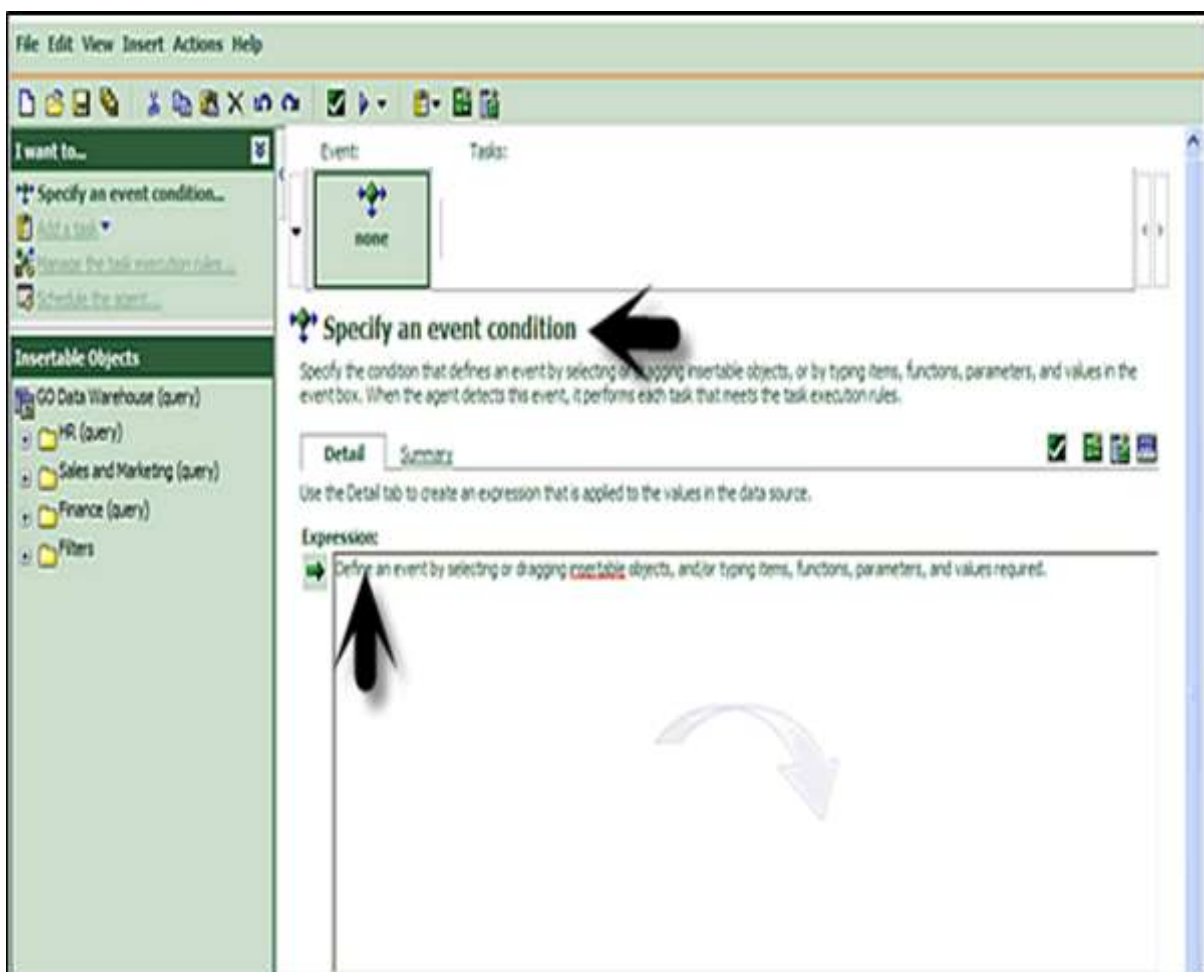 File Edit View Insert Actions Help
I want to...
Specify an event condition...
Add a task
Manage the task execution rules...
Schedule the agent...
Insertable Objects
GO Data Warehouse (query)
HR (query)
Sales and Marketing (query)
Finance (query)
Filters
Event: Tasks:
none
Specify an event condition
Specify the condition that defines an event by selecting or dragging insertable objects, or by typing items, functions, parameters, and values in the
event box. When the agent detects this event, it performs each task that meets the task execution rules.
Detail Summary
Use the Detail tab to create an expression that is applied to the values in the data source.
Expression:
Define an event by selecting or dragging insertable objects, and/or typing items, functions, parameters, and values required.